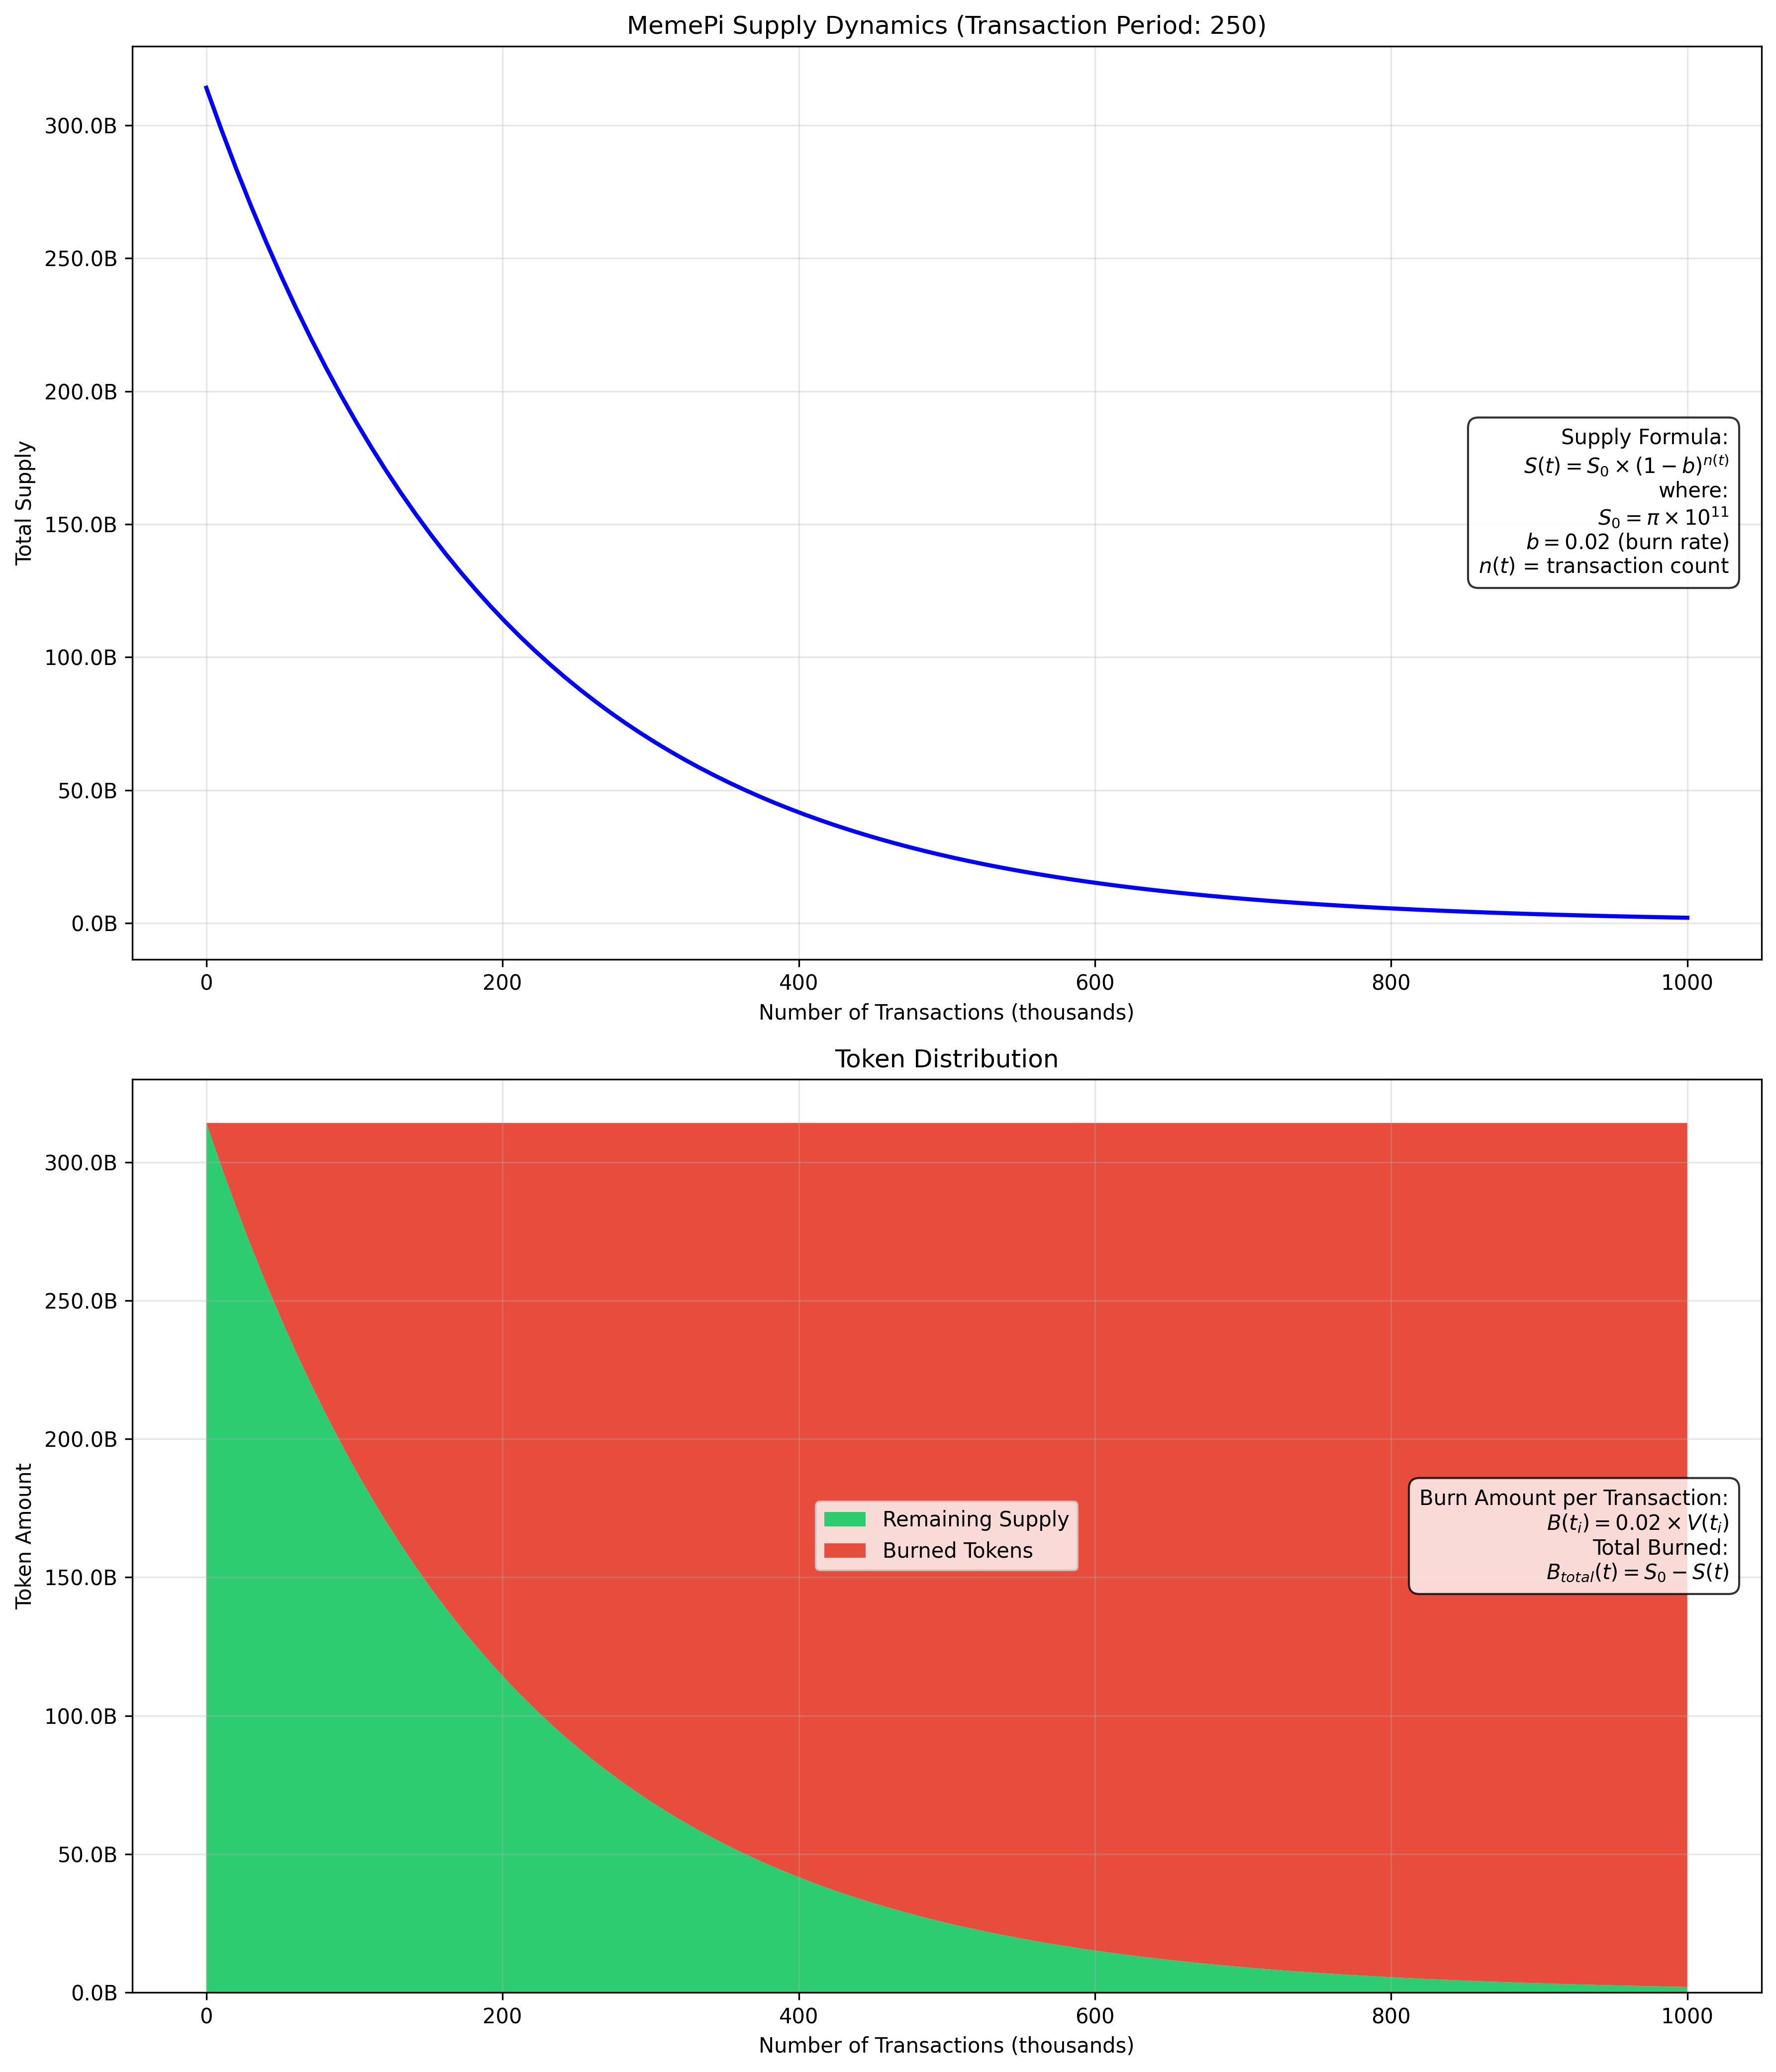 MemePi Supply Dynamics (Transaction Period: 250)
Total Supply
300.0B
250.0B
200.0B
150.0B
100.0B
50.0B
0.0B
Supply Formula:
S(t) = S₀ × (1 − b)ⁿ⁽ᵗ⁾
where:
S₀ = π × 10¹¹
b = 0.02 (burn rate)
n(t) = transaction count
0 200 400 600 800 1000
Number of Transactions (thousands)
Token Distribution
Token Amount
300.0B
250.0B
200.0B
150.0B
100.0B
50.0B
0.0B
Remaining Supply
Burned Tokens
Burn Amount per Transaction:
B(tᵢ) = 0.02 × V(tᵢ)
Total Burned:
B_total(t) = S₀ − S(t)
0 200 400 600 800 1000
Number of Transactions (thousands)